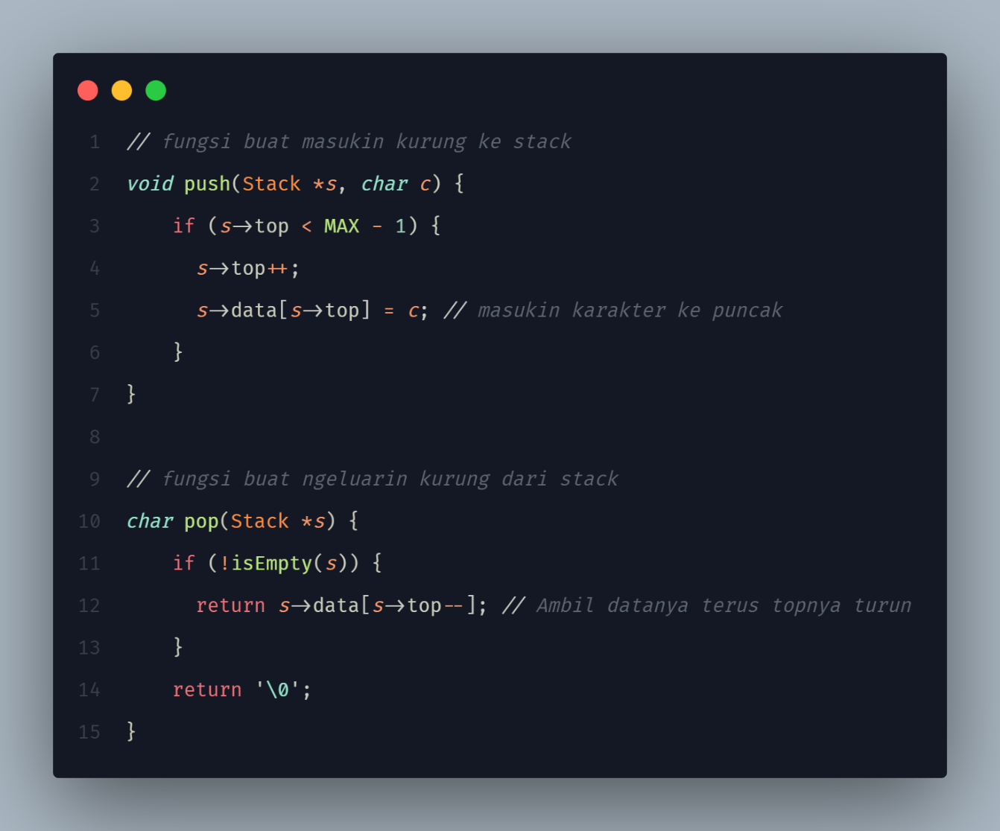 1 // fungsi buat masukin kurung ke stack
2 void push(Stack *s, char c) {
3     if (s->top < MAX - 1) {
4       s->top++;
5       s->data[s->top] = c; // masukin karakter ke puncak
6     }
7 }
8
9 // fungsi buat ngeluarin kurung dari stack
10 char pop(Stack *s) {
11     if (!isEmpty(s)) {
12       return s->data[s->top--]; // Ambil datanya terus topnya turun
13     }
14     return '\0';
15 }